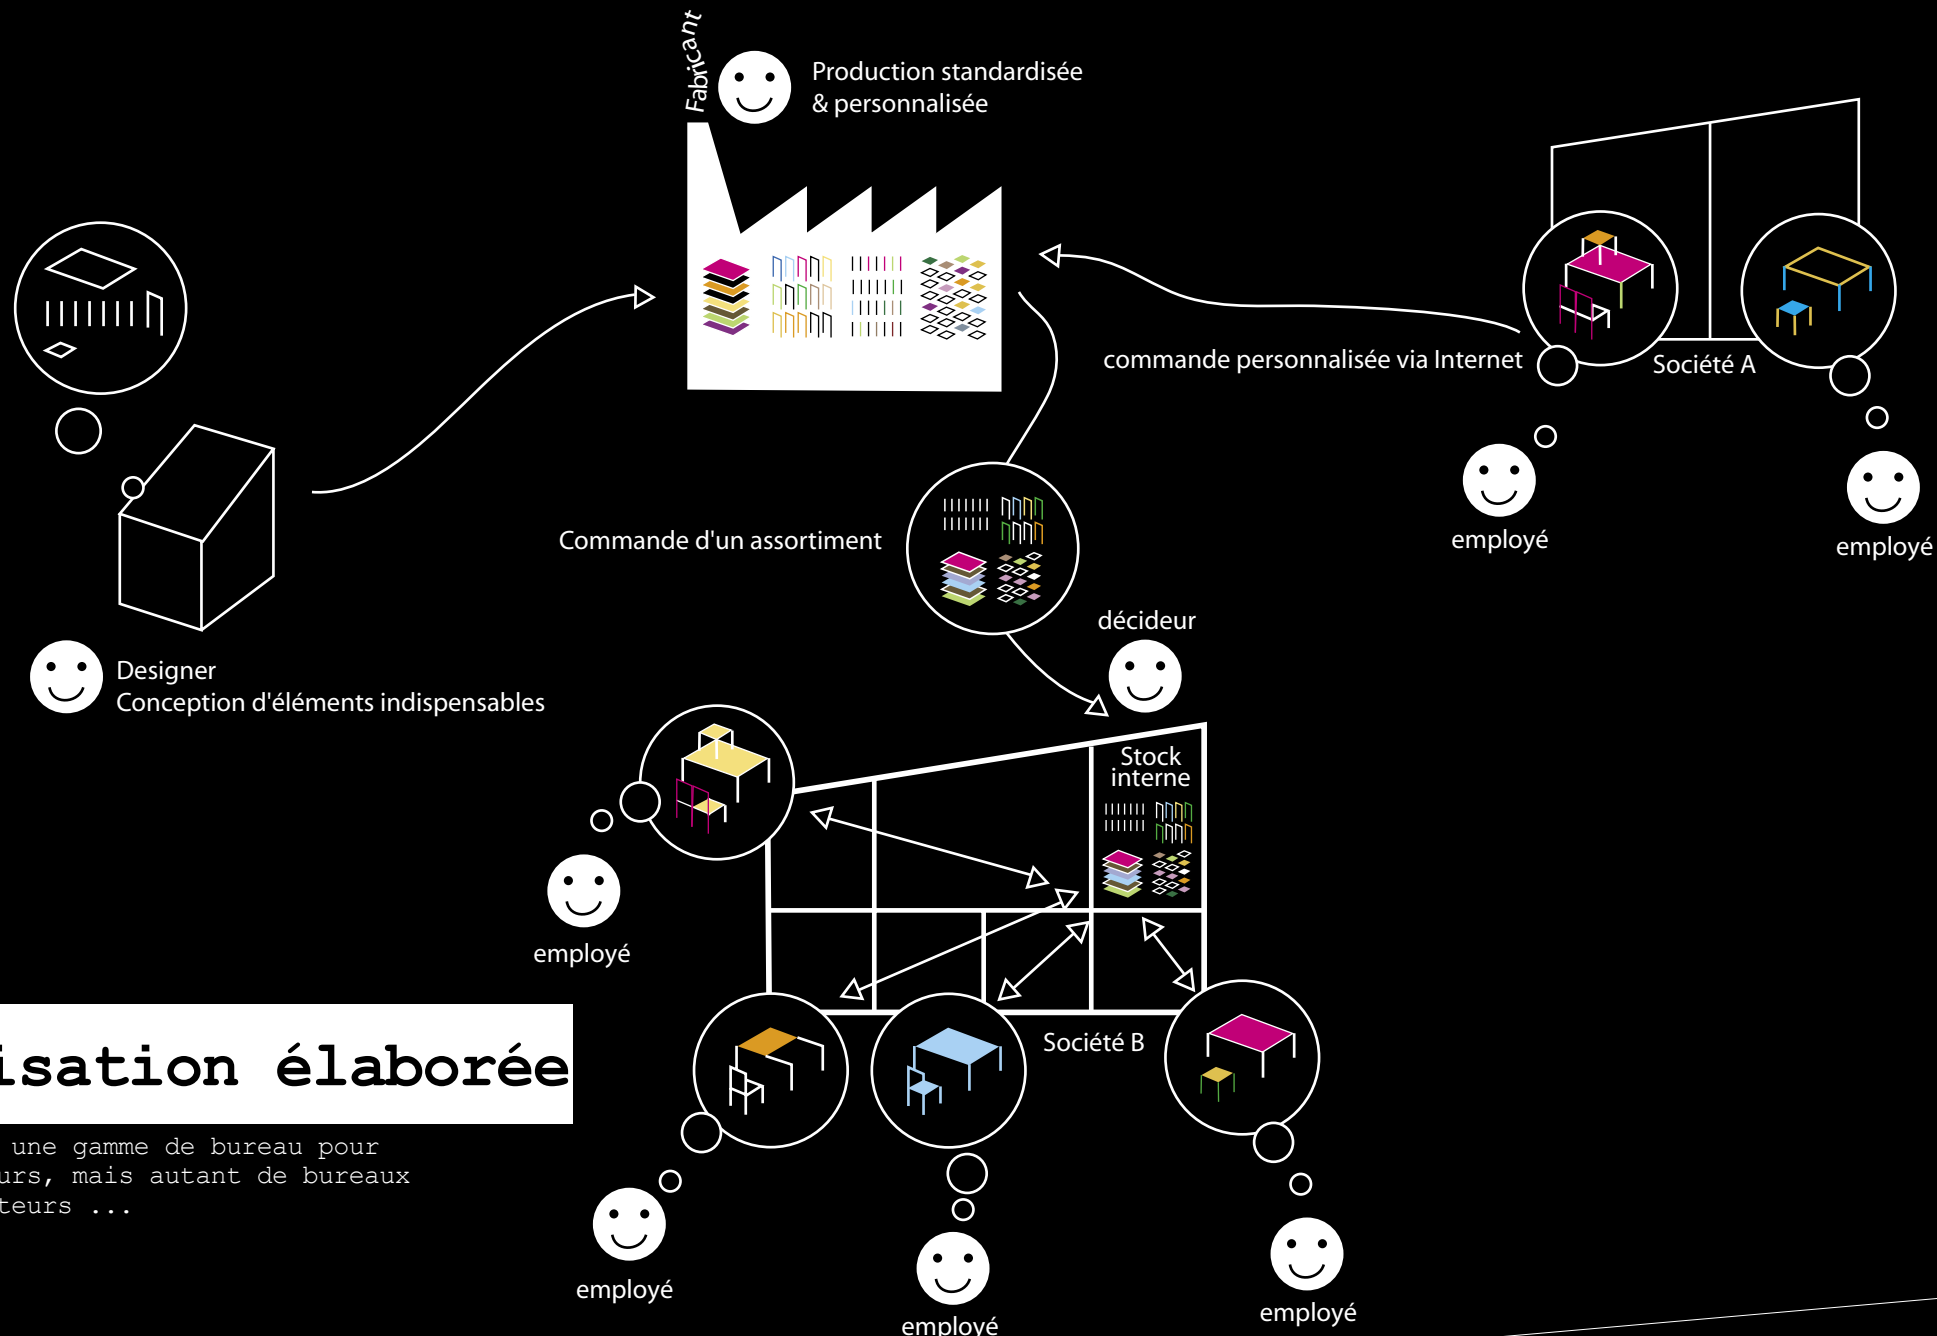 Fabricant
Production standardisée
& personnalisée
commande personnalisée via Internet
Société A
employé
employé
Commande d'un assortiment
décideur
Designer
Conception d'éléments indispensables
Stock
interne
employé
Société B
isation élaborée
une gamme de bureau pour
urs, mais autant de bureaux
teurs ...
employé
employé
employé